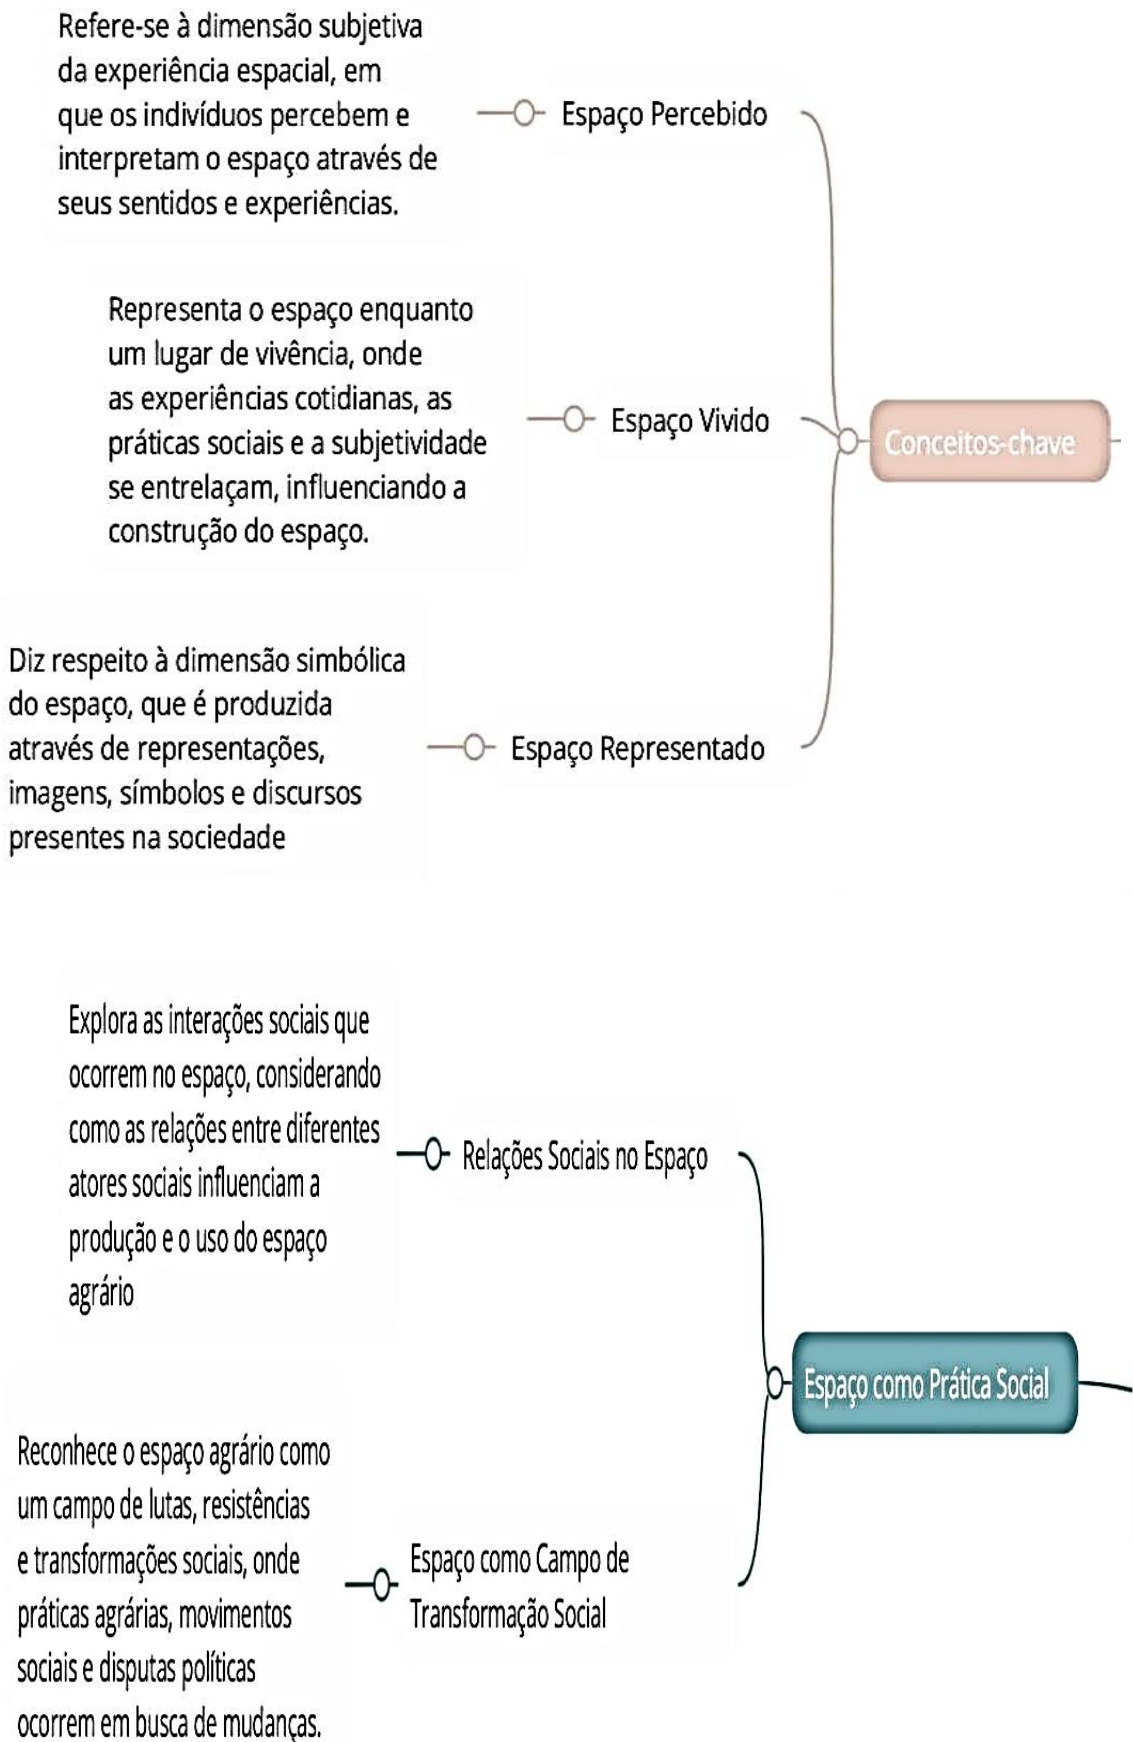 Refere-se à dimensão subjetiva
da experiência espacial, em
que os indivíduos percebem e
interpretam o espaço através de
seus sentidos e experiências.
Espaço Percebido
Representa o espaço enquanto
um lugar de vivência, onde
as experiências cotidianas, as
práticas sociais e a subjetividade
se entrelaçam, influenciando a
construção do espaço.
Espaço Vivido
Conceitos-chave
Diz respeito à dimensão simbólica
do espaço, que é produzida
através de representações,
imagens, símbolos e discursos
presentes na sociedade
Espaço Representado
Explora as interações sociais que
ocorrem no espaço, considerando
como as relações entre diferentes
atores sociais influenciam a
produção e o uso do espaço
agrário
Relações Sociais no Espaço
Espaço como Prática Social
Reconhece o espaço agrário como
um campo de lutas, resistências
e transformações sociais, onde
práticas agrárias, movimentos
sociais e disputas políticas
ocorrem em busca de mudanças.
Espaço como Campo de
Transformação Social